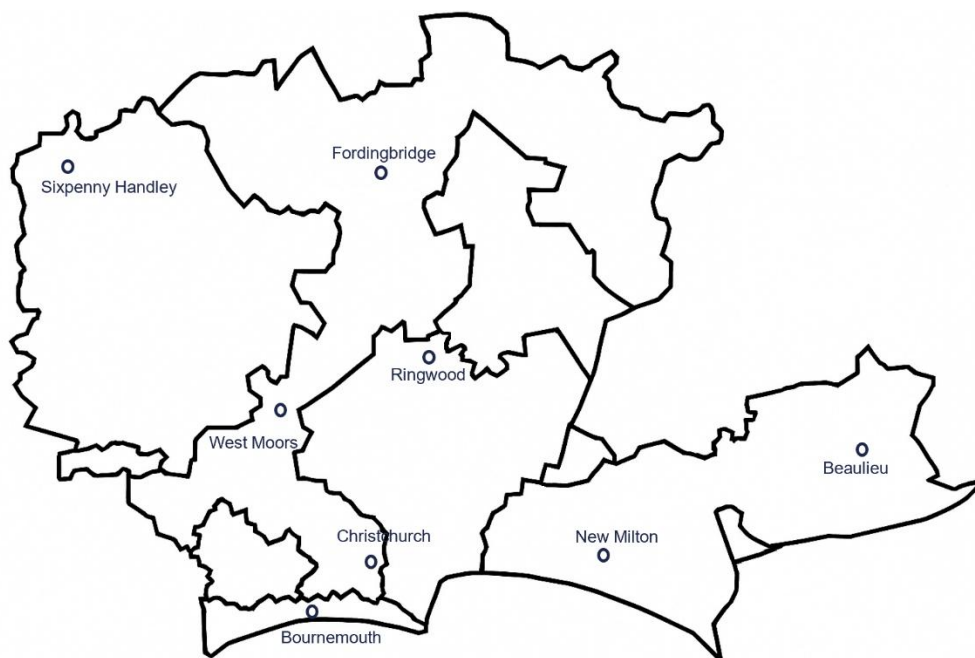 Fordingbridge
Sixpenny Handley
Ringwood
West Moors
Beaulieu
Christchurch
New Milton
Bournemouth